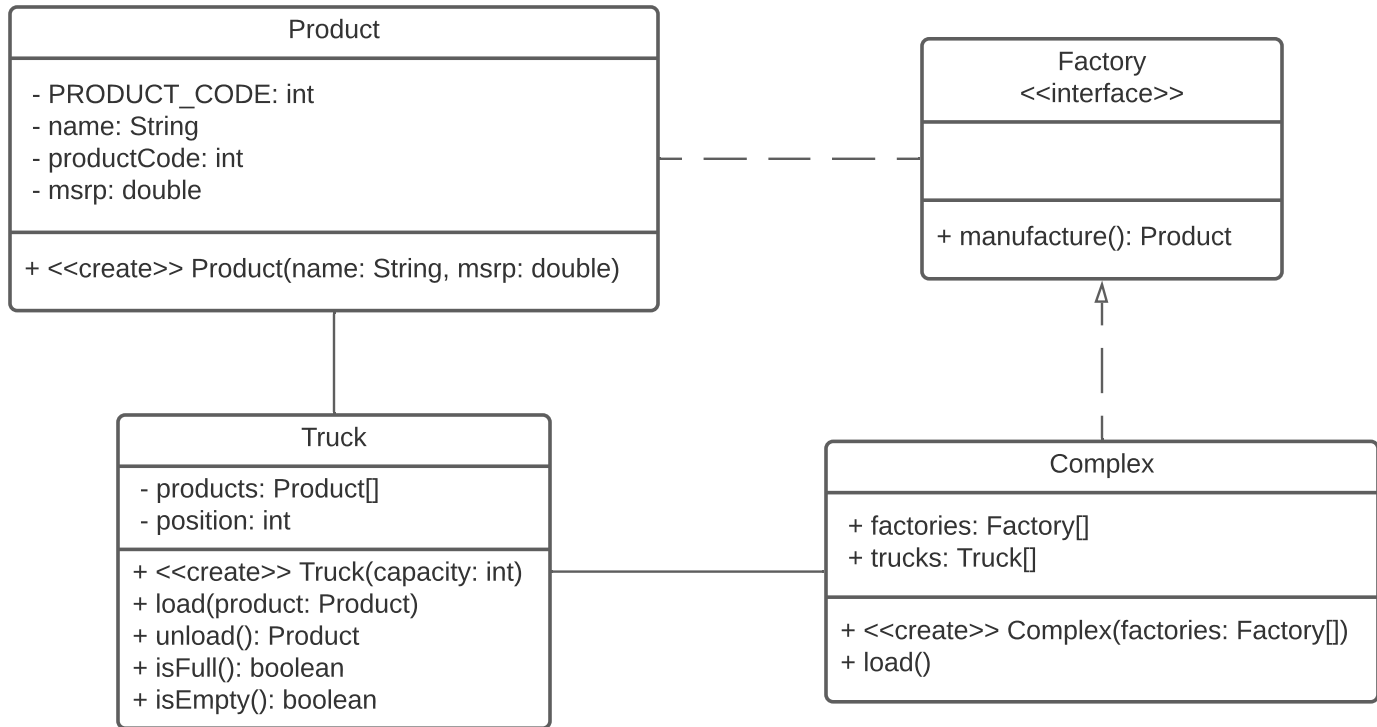 Product
- PRODUCT_CODE: int
- name: String
- productCode: int
- msrp: double
+ <<create>> Product(name: String, msrp: double)
Factory
<<interface>>
+ manufacture(): Product
Truck
- products: Product[]
- position: int
+ <<create>> Truck(capacity: int)
+ load(product: Product)
+ unload(): Product
+ isFull(): boolean
+ isEmpty(): boolean
Complex
+ factories: Factory[]
+ trucks: Truck[]
+ <<create>> Complex(factories: Factory[])
+ load()